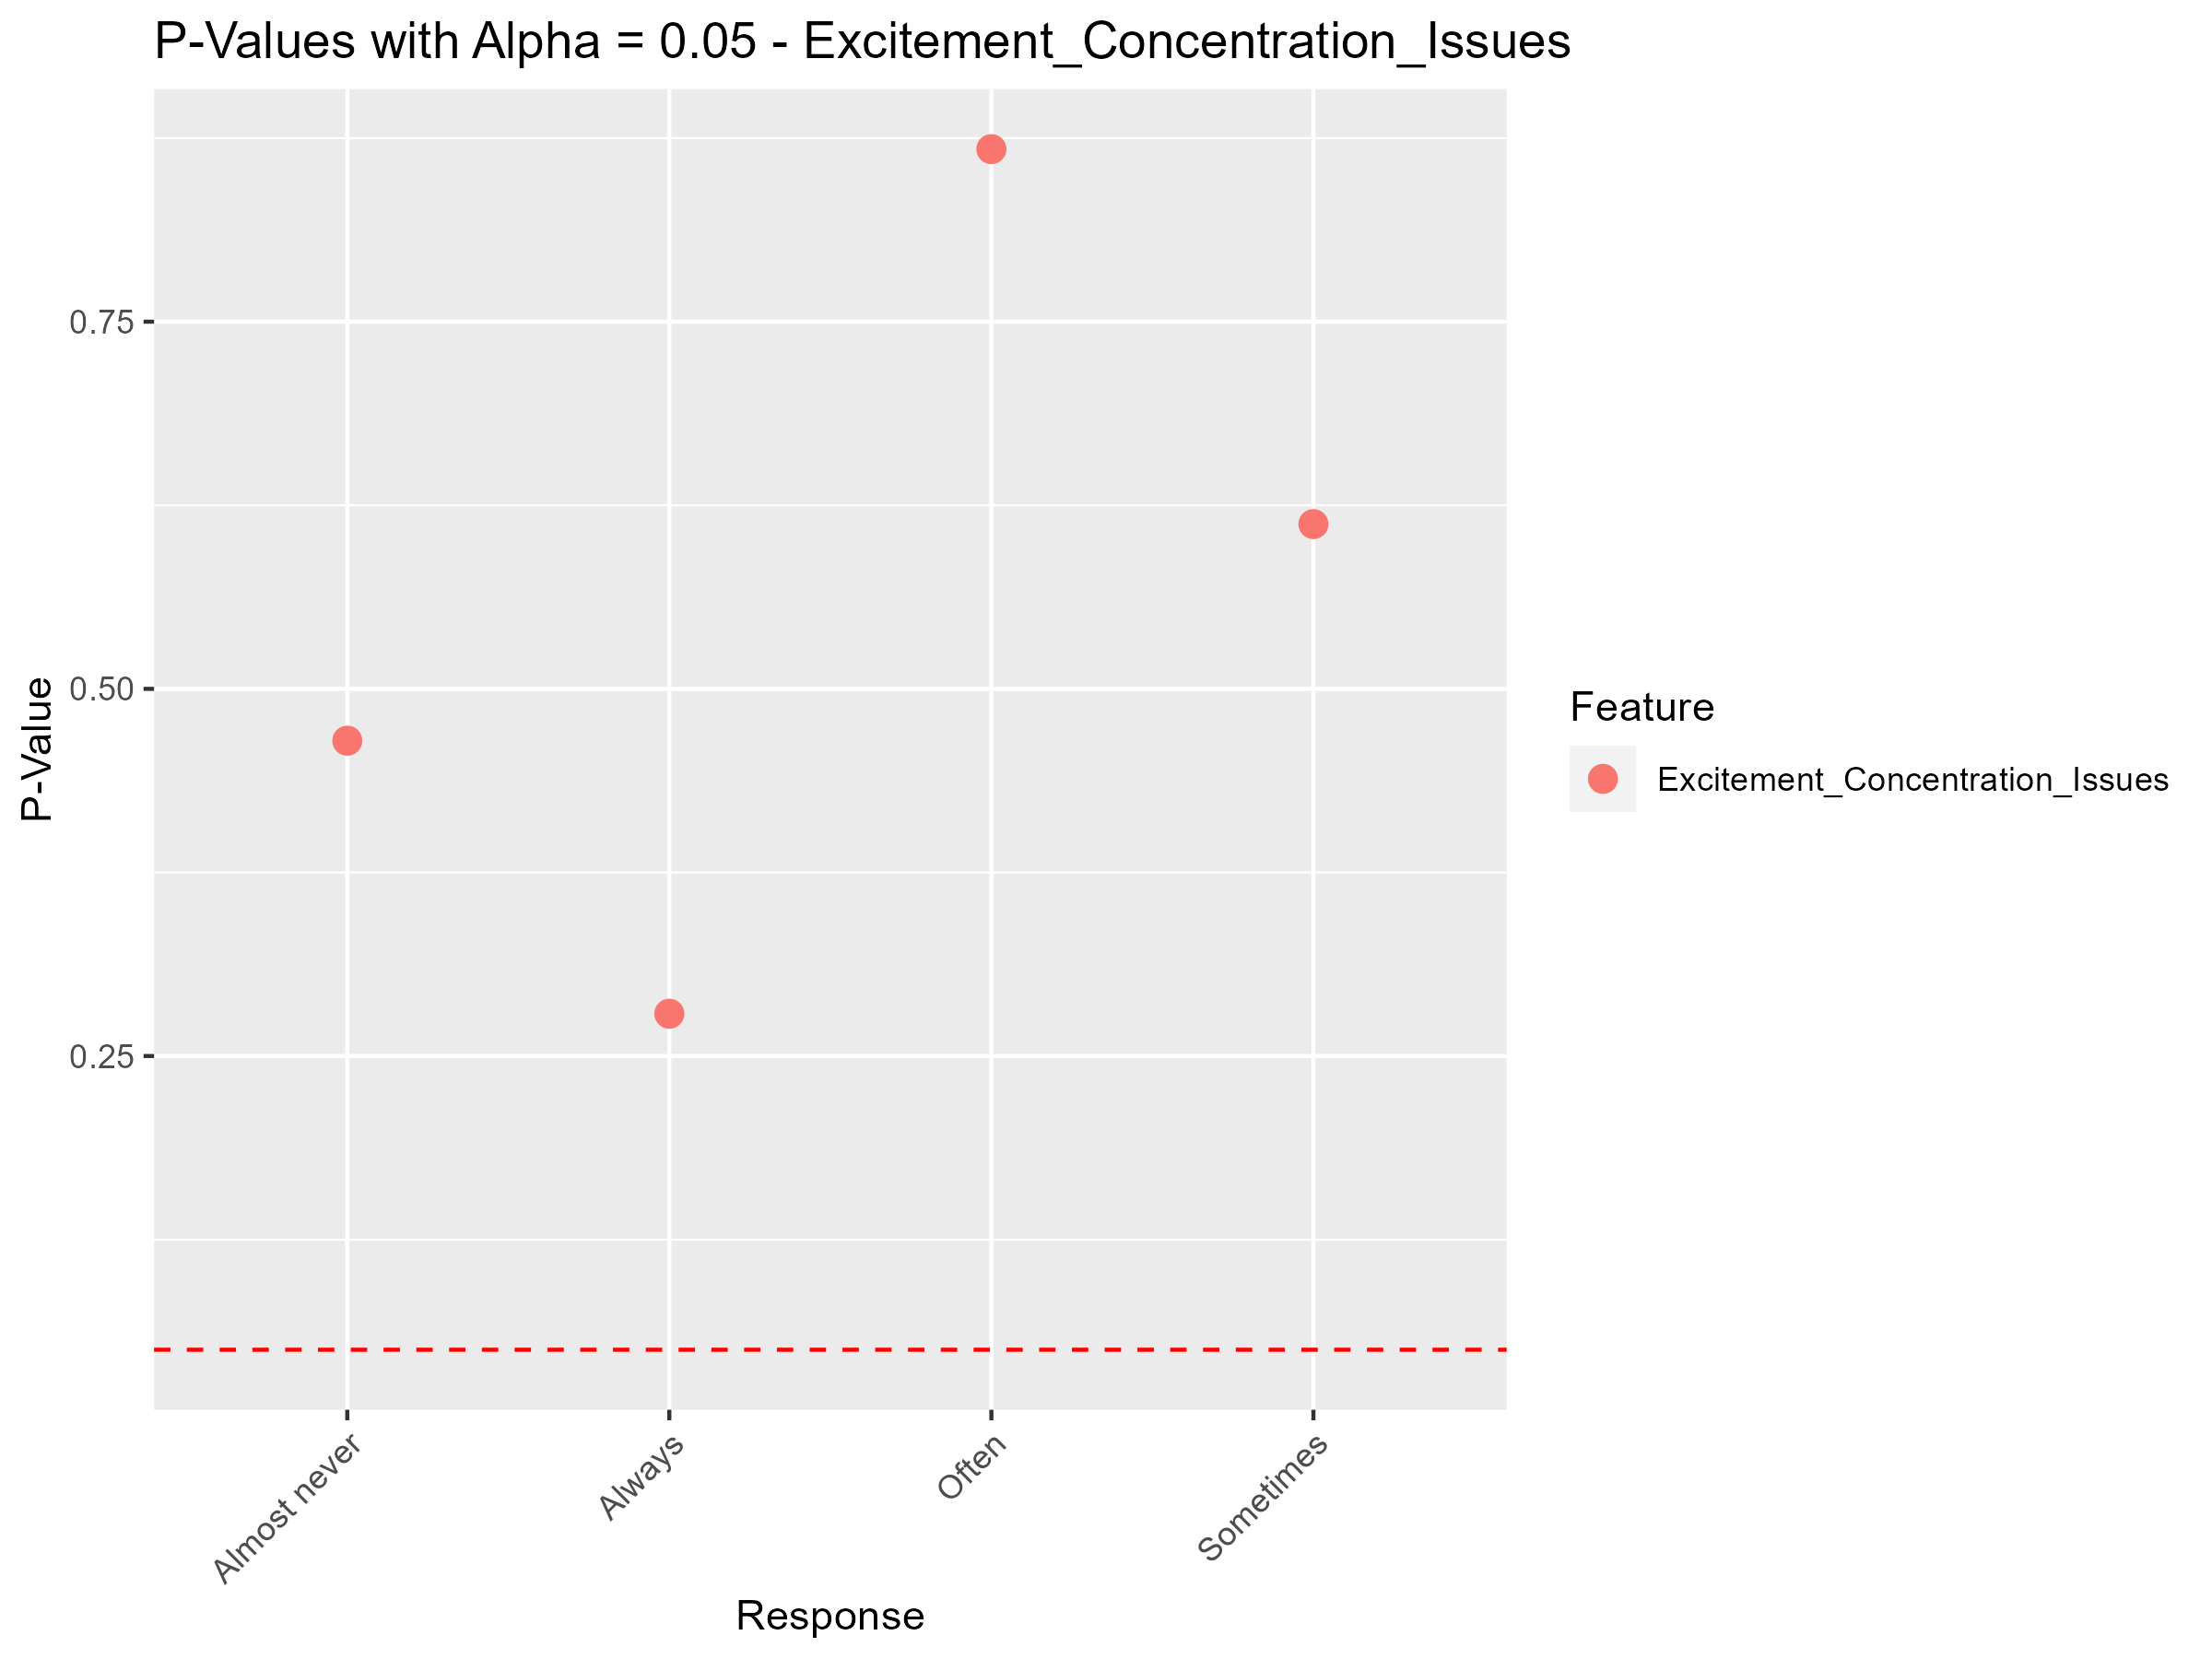 P-Values with Alpha = 0.05 - Excitement_Concentration_Issues
P-Value
0.75
0.50
0.25
Almost never
Always
Often
Sometimes
Response
Feature
Excitement_Concentration_Issues